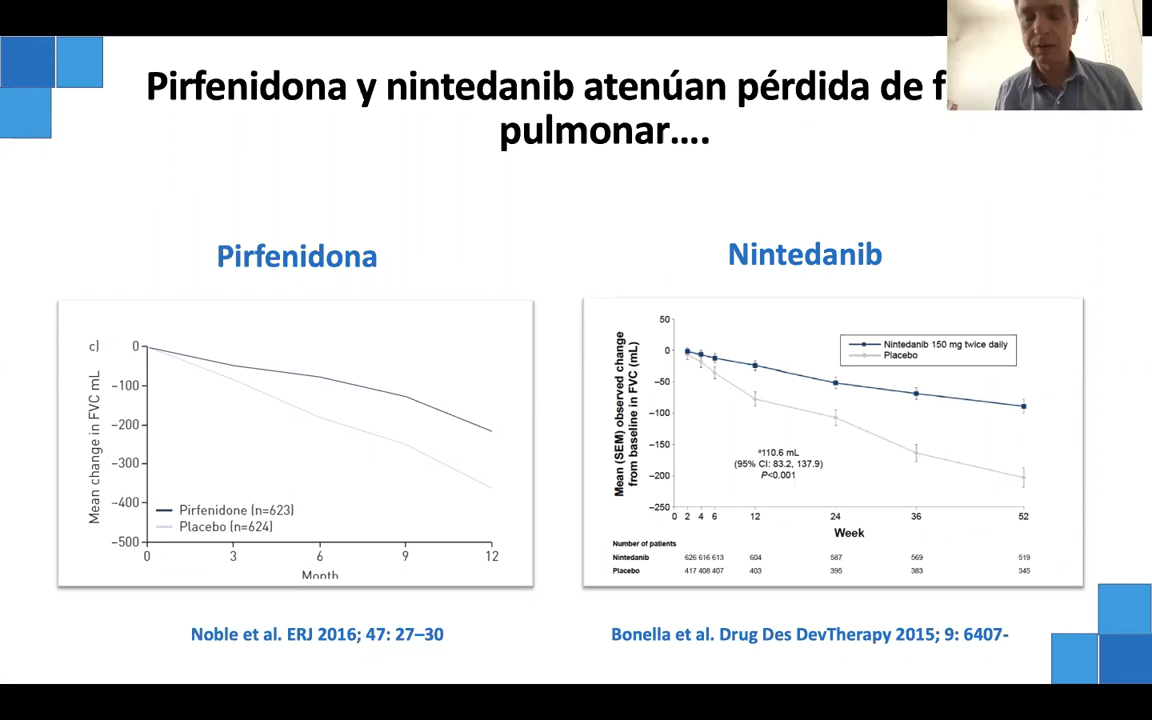 Pirfenidona y nintedanib atenúan pérdida de f
pulmonar....
Pirfenidona
Nintedanib
c)
Mean change in FVC mL
0
–100
–200
–300
–400
–500
Pirfenidone (n=623)
Placebo (n=624)
0 3 6 9 12
Month
Mean (SEM) observed change
from baseline in FVC (mL)
50
0
–50
–100
–150
–200
–250
Nintedanib 150 mg twice daily
Placebo
ª110.6 mL
(95% CI: 83.2, 137.9)
P<0.001
0 2 4 6 12 24 36 52
Week
Number of patients
Nintedanib 626 616 613 604 587 569 519
Placebo 417 408 407 403 395 383 345
Noble et al. ERJ 2016; 47: 27–30
Bonella et al. Drug Des DevTherapy 2015; 9: 6407-